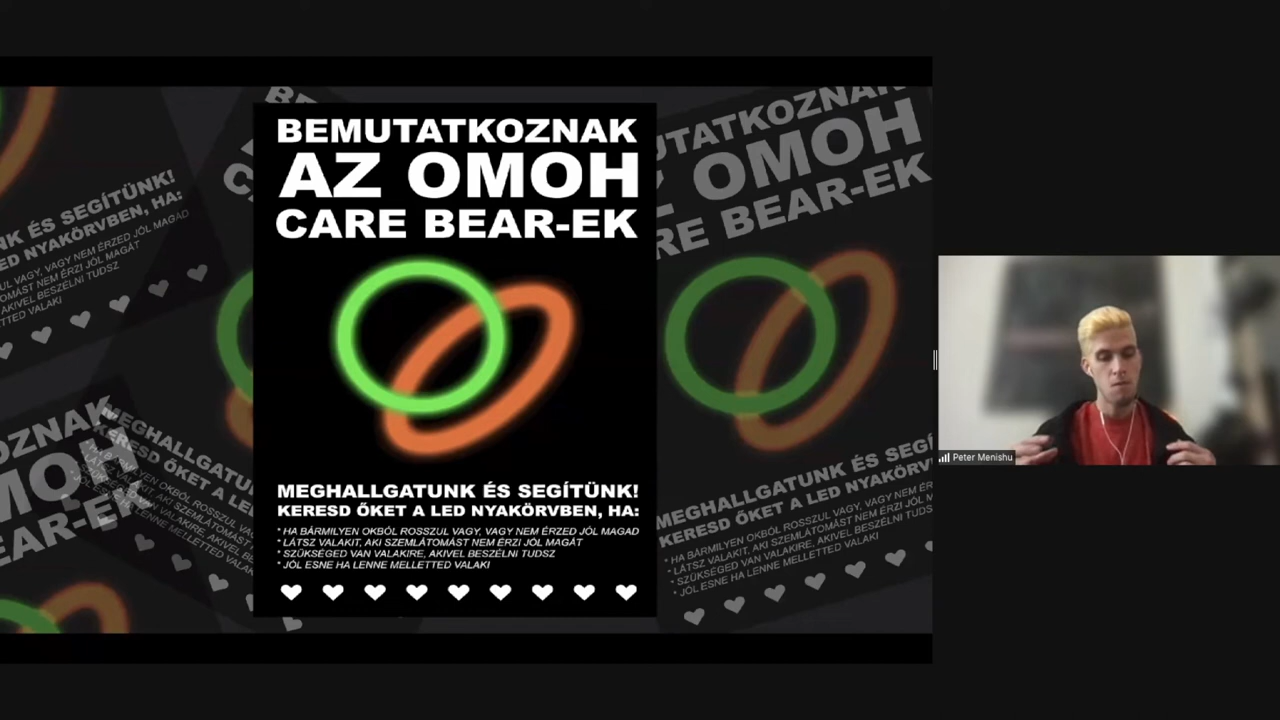 BEMUTATKOZNAK
AZ OMOH
CARE BEAR-EK
MEGHALLGATUNK ÉS SEGÍTÜNK!
KERESD ŐKET A LED NYAKÖRVBEN, HA:
* HA BÁRMILYEN OKBÓL ROSSZUL VAGY, VAGY NEM ÉRZED JÓL MAGAD
* LÁTSZ VALAKIT, AKI SZEMLÁTOMÁST NEM ÉRZI JÓL MAGÁT
* SZÜKSÉGED VAN VALAKIRE, AKIVEL BESZÉLNI TUDSZ
* JÓL ESNE HA LENNE MELLETTED VALAKI
Peter Menishu